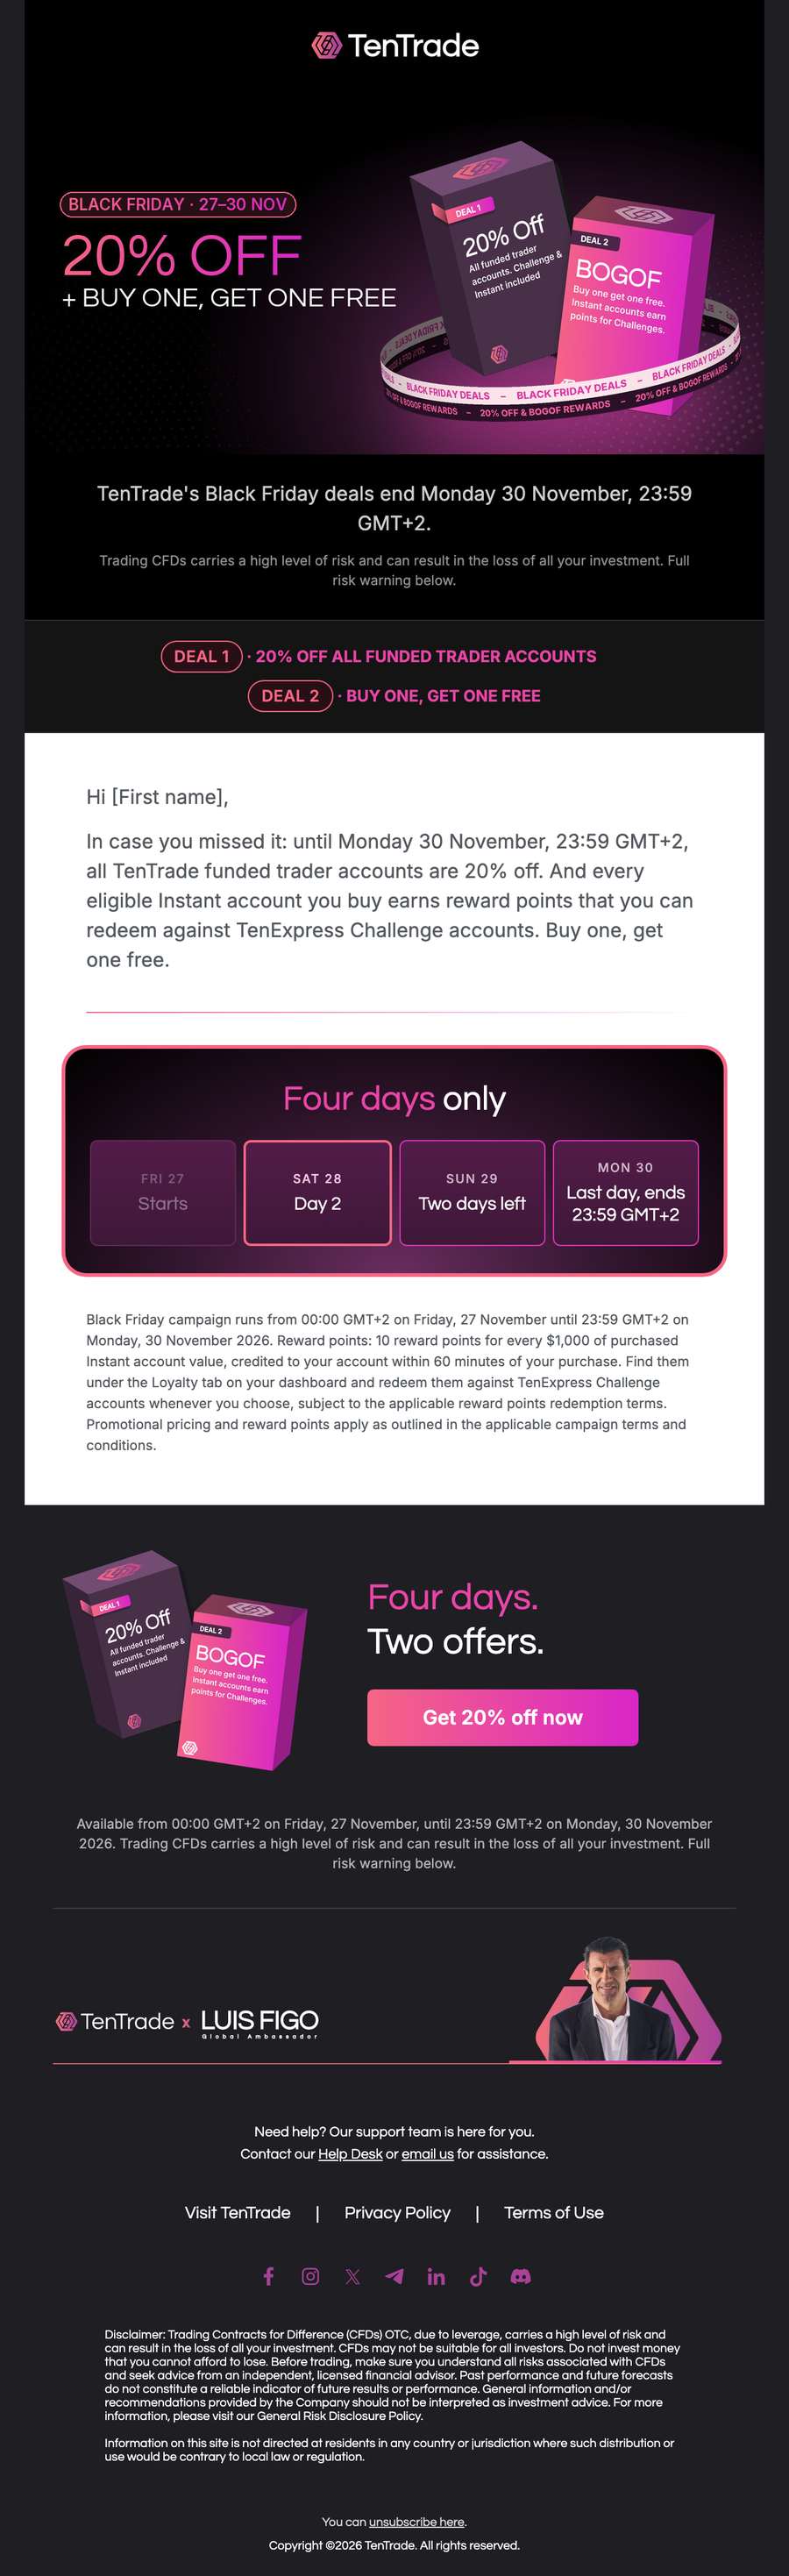 TenTrade
BLACK FRIDAY · 27–30 NOV
20% OFF
+ BUY ONE, GET ONE FREE
DEAL 1
20% Off
All funded trader
accounts. Challenge &
Instant included
DEAL 2
BOGOF
Buy one get one free.
Instant accounts earn
points for Challenges.
BLACK FRIDAY DEALS – BLACK FRIDAY DEALS – BLACK FRIDAY DEALS
& BOGOF REWARDS – 20% OFF & BOGOF REWARDS – 20% OFF & BOGOF REWARDS
TenTrade's Black Friday deals end Monday 30 November, 23:59
GMT+2.
Trading CFDs carries a high level of risk and can result in the loss of all your investment. Full
risk warning below.
DEAL 1 · 20% OFF ALL FUNDED TRADER ACCOUNTS
DEAL 2 · BUY ONE, GET ONE FREE
Hi [First name],
In case you missed it: until Monday 30 November, 23:59 GMT+2,
all TenTrade funded trader accounts are 20% off. And every
eligible Instant account you buy earns reward points that you can
redeem against TenExpress Challenge accounts. Buy one, get
one free.
Four days only
FRI 27
Starts
SAT 28
Day 2
SUN 29
Two days left
MON 30
Last day, ends
23:59 GMT+2
Black Friday campaign runs from 00:00 GMT+2 on Friday, 27 November until 23:59 GMT+2 on
Monday, 30 November 2026. Reward points: 10 reward points for every $1,000 of purchased
Instant account value, credited to your account within 60 minutes of your purchase. Find them
under the Loyalty tab on your dashboard and redeem them against TenExpress Challenge
accounts whenever you choose, subject to the applicable reward points redemption terms.
Promotional pricing and reward points apply as outlined in the applicable campaign terms and
conditions.
DEAL 1
20% Off
All funded trader
accounts. Challenge &
Instant included
DEAL 2
BOGOF
Buy one get one free.
Instant accounts earn
points for Challenges.
Four days.
Two offers.
Get 20% off now
Available from 00:00 GMT+2 on Friday, 27 November, until 23:59 GMT+2 on Monday, 30 November
2026. Trading CFDs carries a high level of risk and can result in the loss of all your investment. Full
risk warning below.
TenTrade x LUIS FIGO
Global Ambassador
Need help? Our support team is here for you.
Contact our Help Desk or email us for assistance.
Visit TenTrade | Privacy Policy | Terms of Use
Disclaimer: Trading Contracts for Difference (CFDs) OTC, due to leverage, carries a high level of risk and
can result in the loss of all your investment. CFDs may not be suitable for all investors. Do not invest money
that you cannot afford to lose. Before trading, make sure you understand all risks associated with CFDs
and seek advice from an independent, licensed financial advisor. Past performance and future forecasts
do not constitute a reliable indicator of future results or performance. General information and/or
recommendations provided by the Company should not be interpreted as investment advice. For more
information, please visit our General Risk Disclosure Policy.
Information on this site is not directed at residents in any country or jurisdiction where such distribution or
use would be contrary to local law or regulation.
You can unsubscribe here.
Copyright ©2026 TenTrade. All rights reserved.